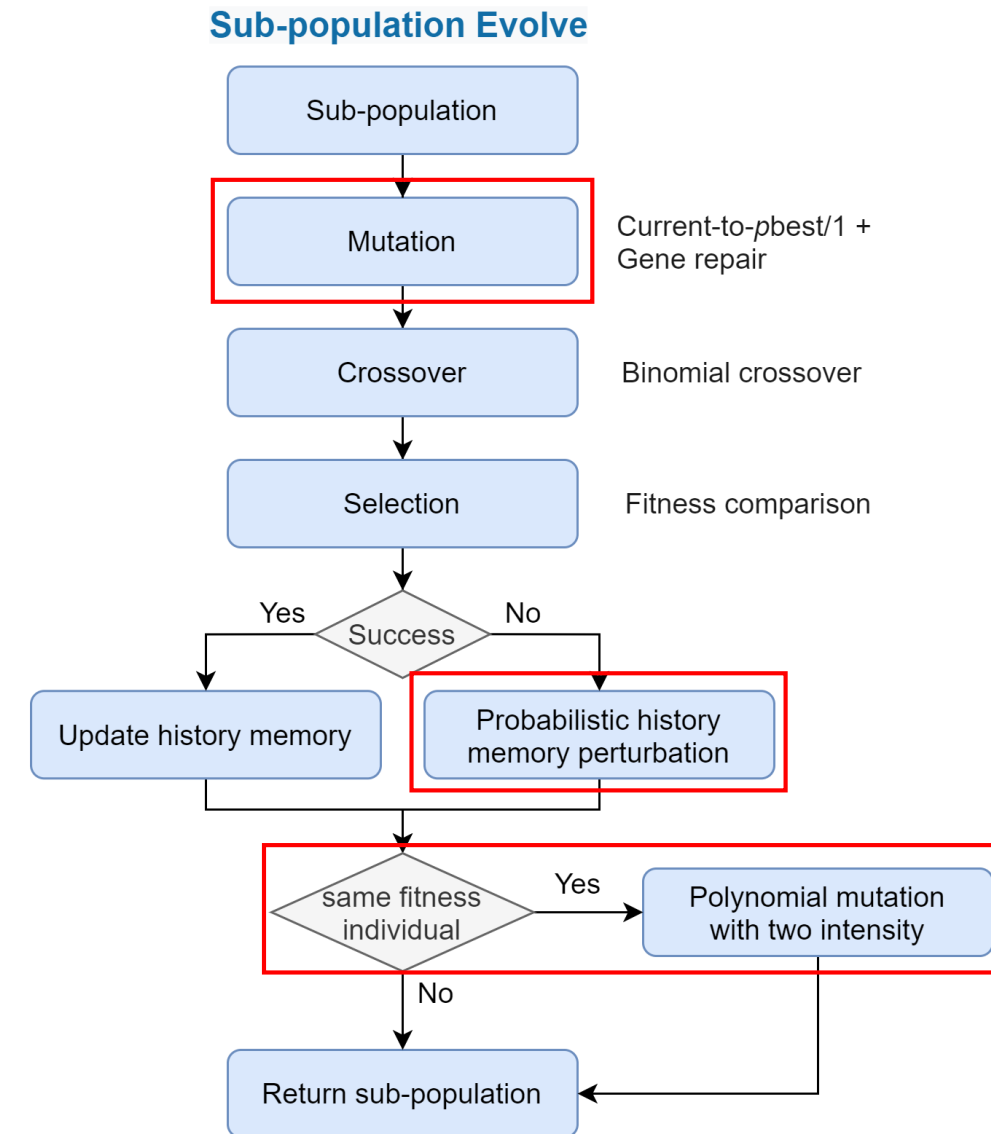 Sub-population Evolve
Sub-population
Mutation
Current-to-pbest/1 +
Gene repair
Crossover
Binomial crossover
Selection
Fitness comparison
Yes
No
Success
Update history memory
Probabilistic history
memory perturbation
same fitness
individual
Yes
Polynomial mutation
with two intensity
No
Return sub-population